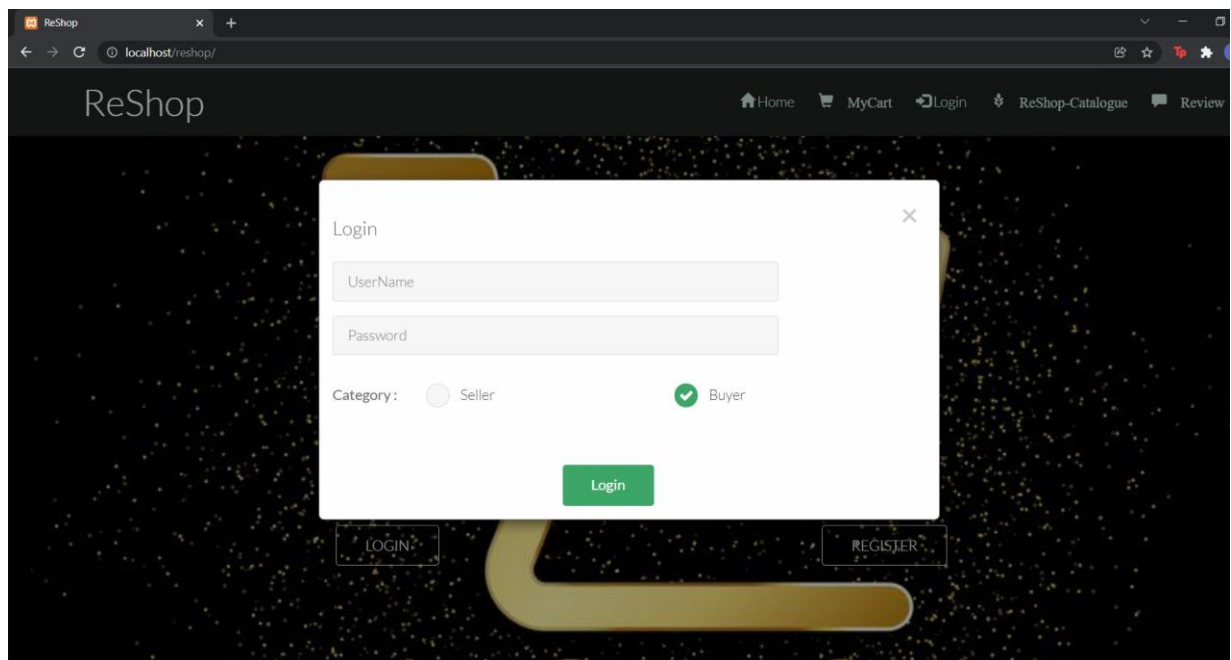 ReShop
localhost/reshop/
Tp
ReShop
Home MyCart Login ReShop-Catalogue Review
Login
UserName
Password
Category : Seller Buyer
Login
LOGIN REGISTER